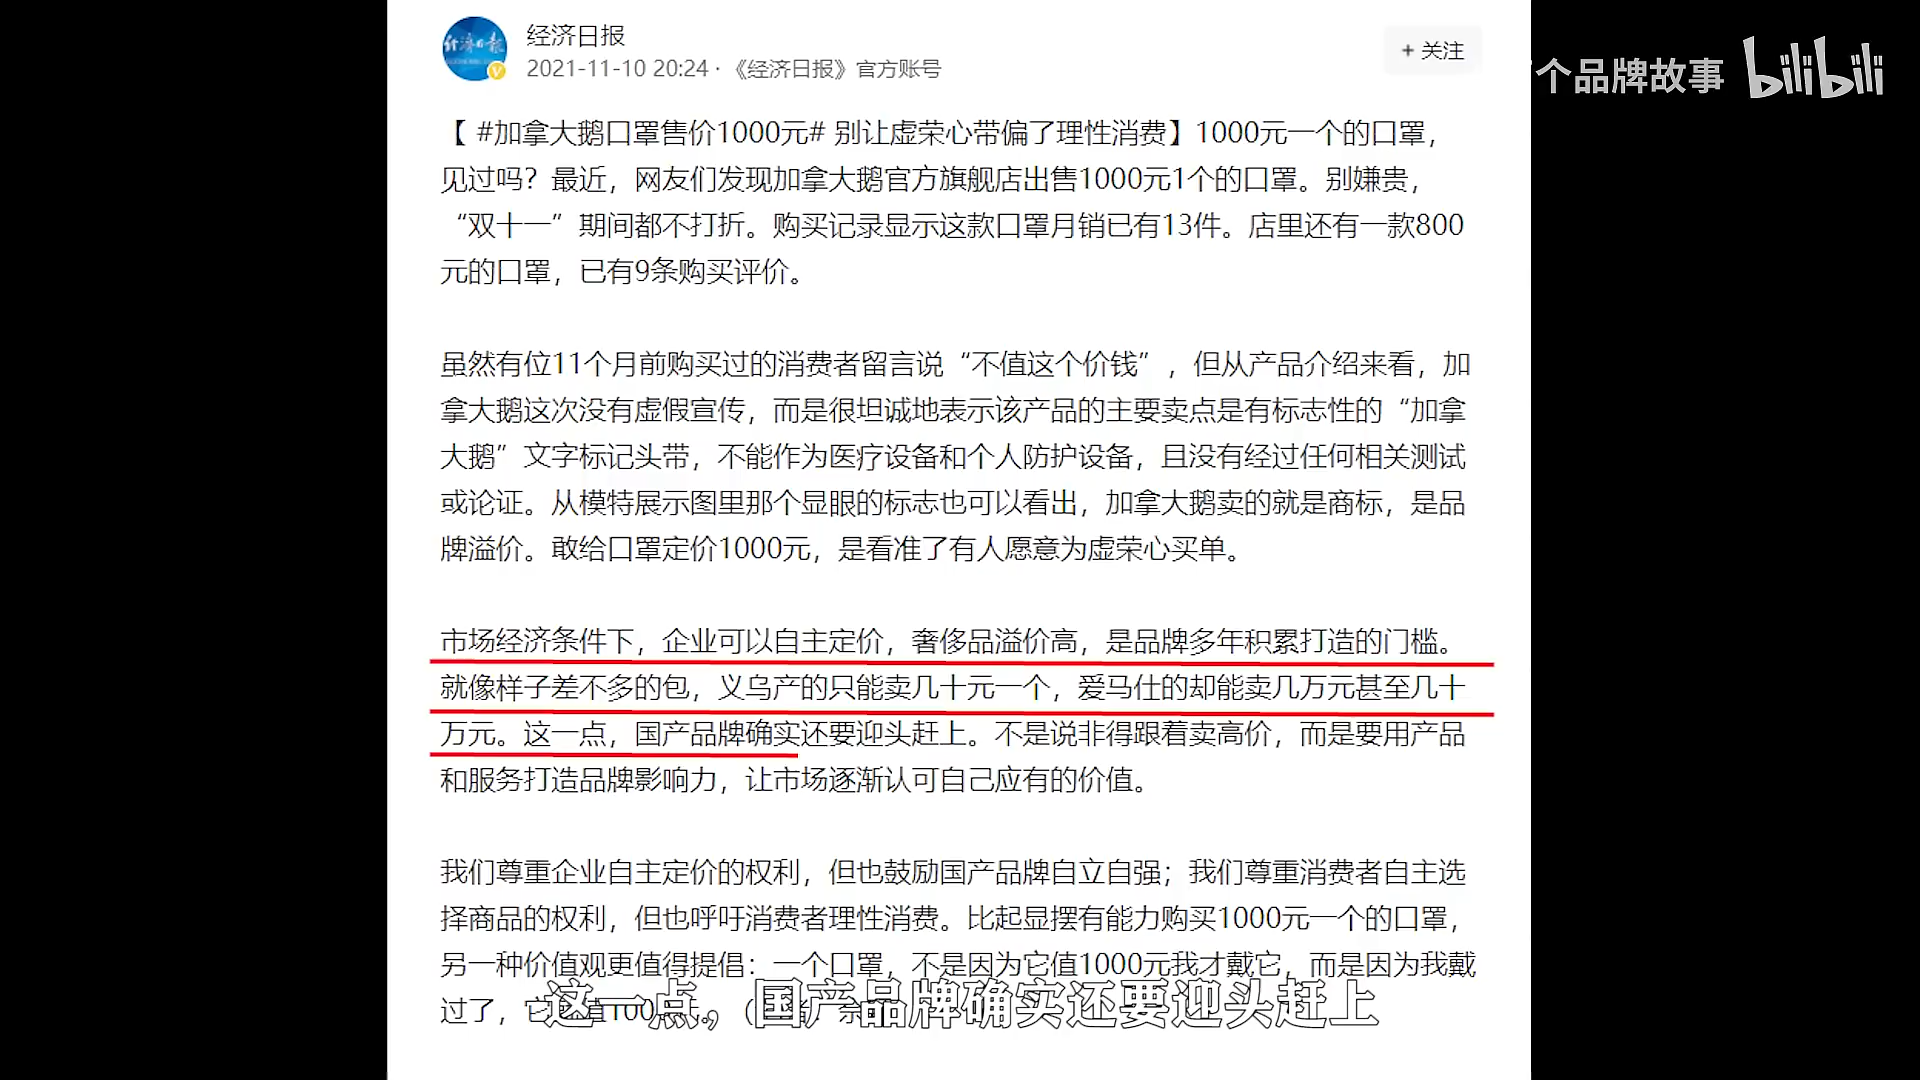 经济日报
经济日报
2021-11-10 20:24 · 《经济日报》官方账号
+ 关注
个品牌故事 bilibili
【 #加拿大鹅口罩售价1000元# 别让虚荣心带偏了理性消费】1000元一个的口罩，
见过吗？最近，网友们发现加拿大鹅官方旗舰店出售1000元1个的口罩。别嫌贵，
“双十一”期间都不打折。购买记录显示这款口罩月销已有13件。店里还有一款800
元的口罩，已有9条购买评价。
虽然有位11个月前购买过的消费者留言说“不值这个价钱”，但从产品介绍来看，加
拿大鹅这次没有虚假宣传，而是很坦诚地表示该产品的主要卖点是有标志性的“加拿
大鹅”文字标记头带，不能作为医疗设备和个人防护设备，且没有经过任何相关测试
或论证。从模特展示图里那个显眼的标志也可以看出，加拿大鹅卖的就是商标，是品
牌溢价。敢给口罩定价1000元，是看准了有人愿意为虚荣心买单。
市场经济条件下，企业可以自主定价，奢侈品溢价高，是品牌多年积累打造的门槛。
就像样子差不多的包，义乌产的只能卖几十元一个，爱马仕的却能卖几万元甚至几十
万元。这一点，国产品牌确实还要迎头赶上。不是说非得跟着卖高价，而是要用产品
和服务打造品牌影响力，让市场逐渐认可自己应有的价值。
我们尊重企业自主定价的权利，但也鼓励国产品牌自立自强；我们尊重消费者自主选
择商品的权利，但也呼吁消费者理性消费。比起显摆有能力购买1000元一个的口罩，
另一种价值观更值得提倡：一个口罩，不是因为它值1000元我才戴它，而是因为我戴
过了，它
这一点，国产品牌确实还要迎头赶上